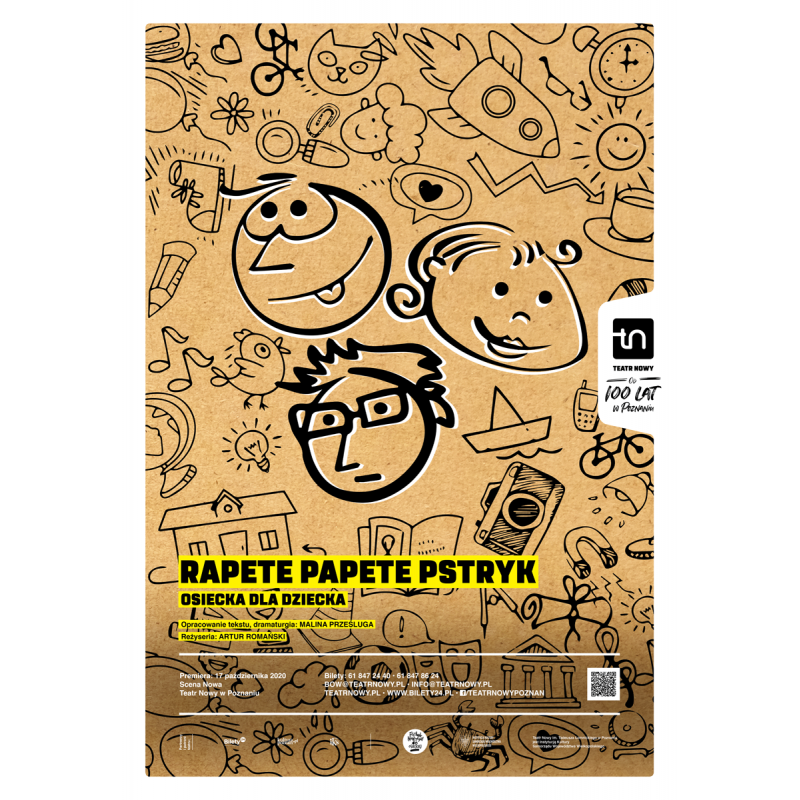 tn
TEATR NOWY
Od
100 LAT
W POZNANIU
RAPETE PAPETE PSTRYK
OSIECKA DLA DZIECKA
Opracowanie tekstu, dramaturgia: MALINA PRZEŚLUGA
Reżyseria: ARTUR ROMAŃSKI
Premiera: 17 października 2020
Scena Nowa
Teatr Nowy w Poznaniu
Bilety: 61 847 24 40 · 61 847 86 24
BOW@TEATRNOWY.PL · INFO@TEATRNOWY.PL
TEATRNOWY.PL · WWW.BILETY24.PL · /TEATRNOWYPOZNAN
Bilety24